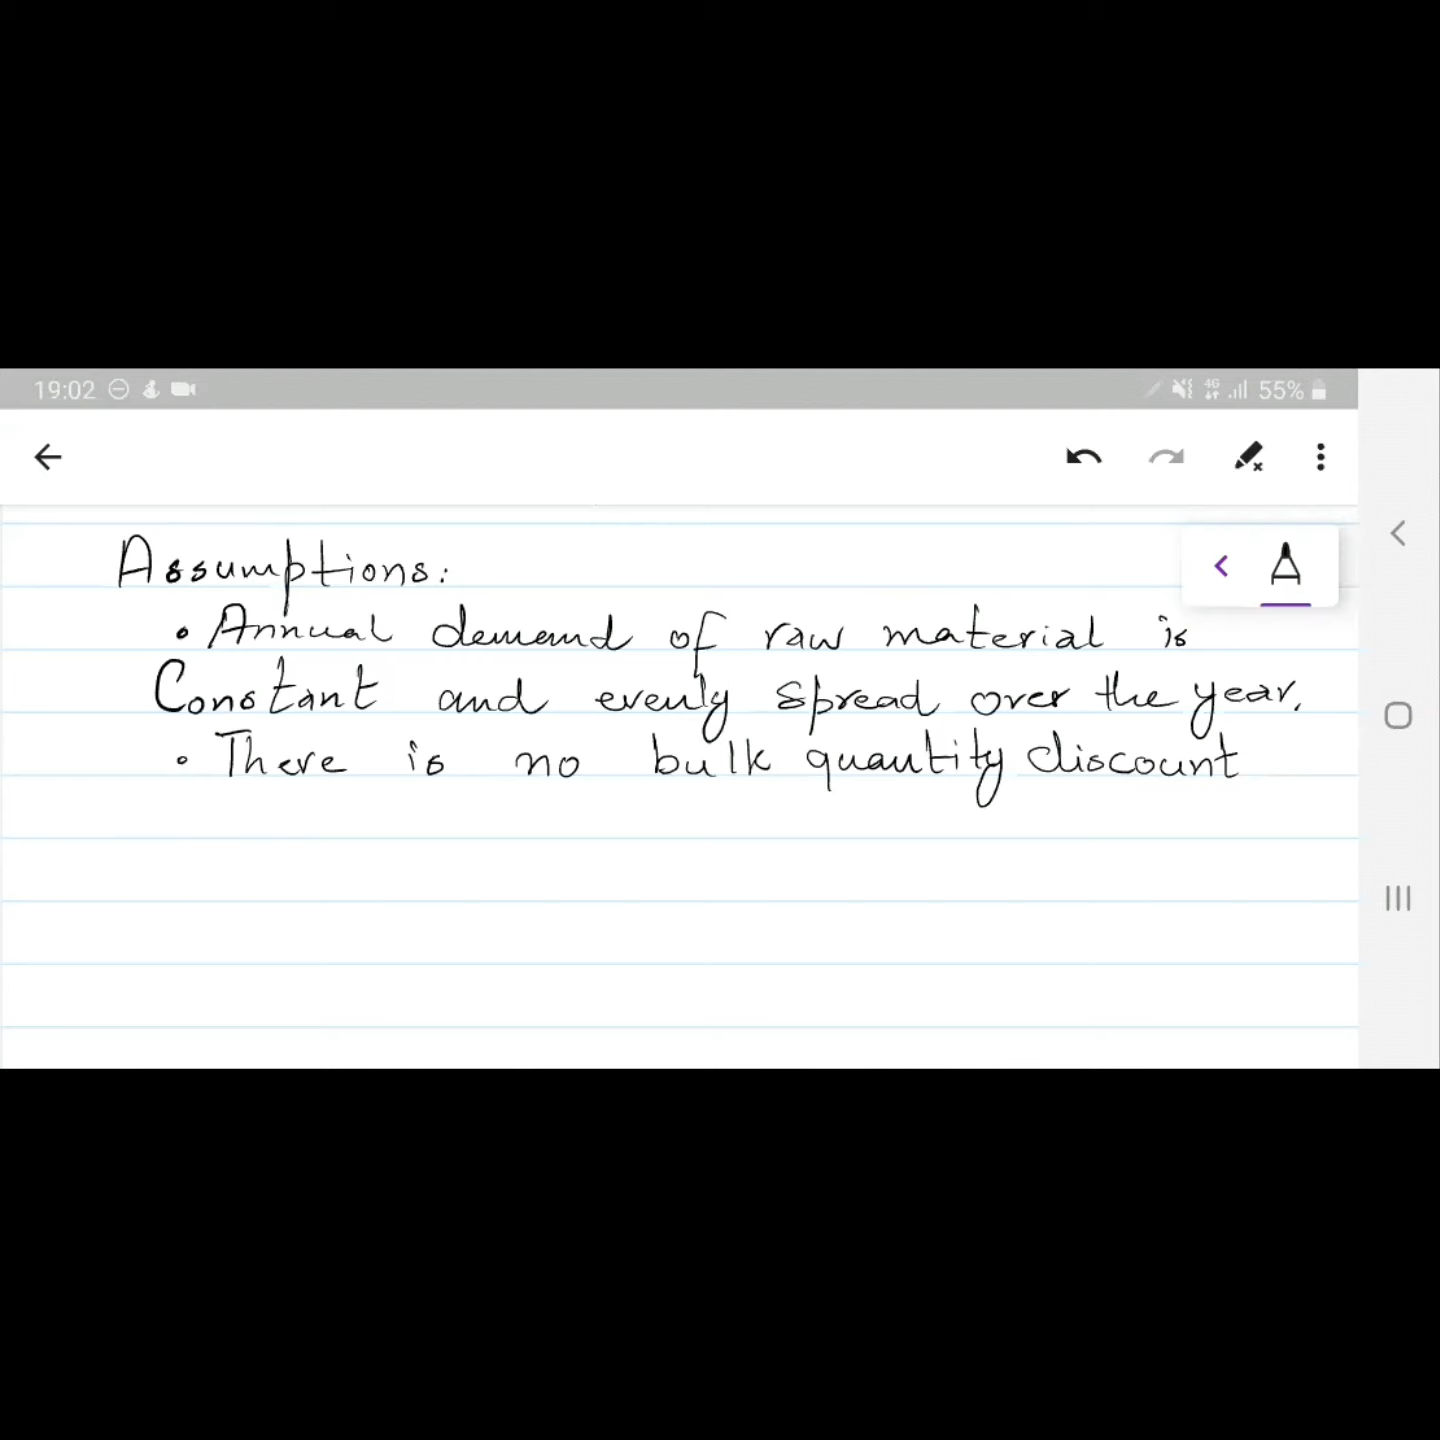 19:02
4G 55%
Assumptions:
• Annual demand of raw material is
Constant and evenly spread over the year.
• There is no bulk quantity discount